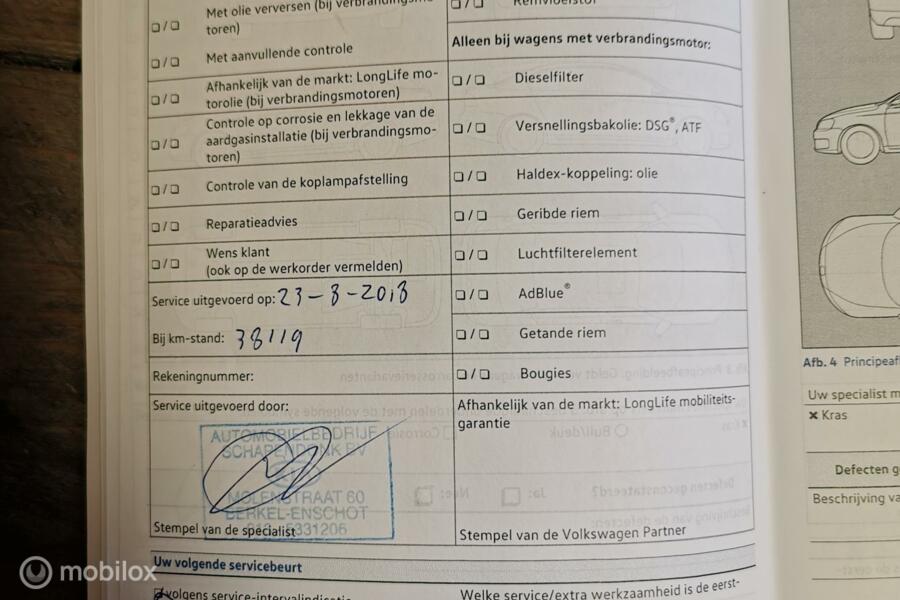 ❏ / ❏ Met olie verversen (bij verbrandingsmo-
toren)
❏ / ❏ Met aanvullende controle
❏ / ❏ Afhankelijk van de markt: LongLife mo-
torolie (bij verbrandingsmotoren)
❏ / ❏ Controle op corrosie en lekkage van de
aardgasinstallatie (bij verbrandingsmo-
toren)
❏ / ❏ Controle van de koplampafstelling
❏ / ❏ Reparatieadvies
❏ / ❏ Wens klant
(ook op de werkorder vermelden)
Service uitgevoerd op: 23-8-2018
Bij km-stand: 38119
Rekeningnummer:
Service uitgevoerd door:
AUTOMOBIELBEDRIJF
MOLENSTRAAT 60
BERKEL-ENSCHOT
5331206
Stempel van de specialist
❏ / ❏ Remvloeistof
Alleen bij wagens met verbrandingsmotor:
❏ / ❏ Dieselfilter
❏ / ❏ Versnellingsbakolie: DSG®, ATF
❏ / ❏ Haldex-koppeling: olie
❏ / ❏ Geribde riem
❏ / ❏ Luchtfilterelement
❏ / ❏ AdBlue®
❏ / ❏ Getande riem
❏ / ❏ Bougies
Afhankelijk van de markt: LongLife mobiliteits-
garantie
Stempel van de Volkswagen Partner
Uw volgende servicebeurt
volgens service-intervalindicatie
Welke service/extra werkzaamheid is de eerst-
Afb. 4 Principeaf
Uw specialist m
✖ Kras
Defecten g
Beschrijving va
mobilox